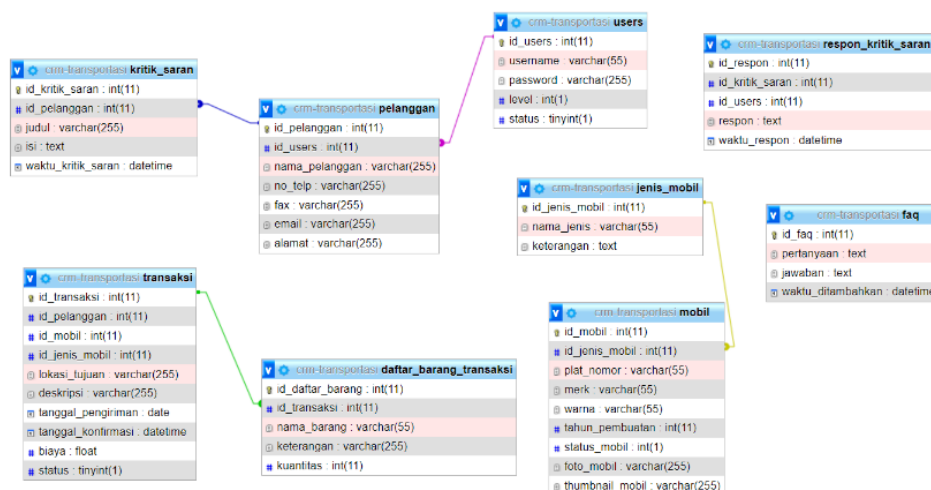 crm-transportasi kritik_saran
id_kritik_saran : int(11)
id_pelanggan : int(11)
judul : varchar(255)
isi : text
waktu_kritik_saran : datetime
crm-transportasi pelanggan
id_pelanggan : int(11)
id_users : int(11)
nama_pelanggan : varchar(255)
no_telp : varchar(255)
fax : varchar(255)
email : varchar(255)
alamat : varchar(255)
crm-transportasi users
id_users : int(11)
username : varchar(55)
password : varchar(255)
level : int(1)
status : tinyint(1)
crm-transportasi respon_kritik_saran
id_respon : int(11)
id_kritik_saran : int(11)
id_users : int(11)
respon : text
waktu_respon : datetime
crm-transportasi jenis_mobil
id_jenis_mobil : int(11)
nama_jenis : varchar(55)
keterangan : text
crm-transportasi faq
id_faq : int(11)
pertanyaan : text
jawaban : text
waktu_ditambahkan : datetime
crm-transportasi transaksi
id_transaksi : int(11)
id_pelanggan : int(11)
id_mobil : int(11)
id_jenis_mobil : int(11)
lokasi_tujuan : varchar(255)
deskripsi : varchar(255)
tanggal_pengiriman : date
tanggal_konfirmasi : datetime
biaya : float
status : tinyint(1)
crm-transportasi daftar_barang_transaksi
id_daftar_barang : int(11)
id_transaksi : int(11)
nama_barang : varchar(55)
keterangan : varchar(255)
kuantitas : int(11)
crm-transportasi mobil
id_mobil : int(11)
id_jenis_mobil : int(11)
plat_nomor : varchar(55)
merk : varchar(55)
warna : varchar(55)
tahun_pembuatan : int(11)
status_mobil : int(1)
foto_mobil : varchar(255)
thumbnail_mobil : varchar(255)